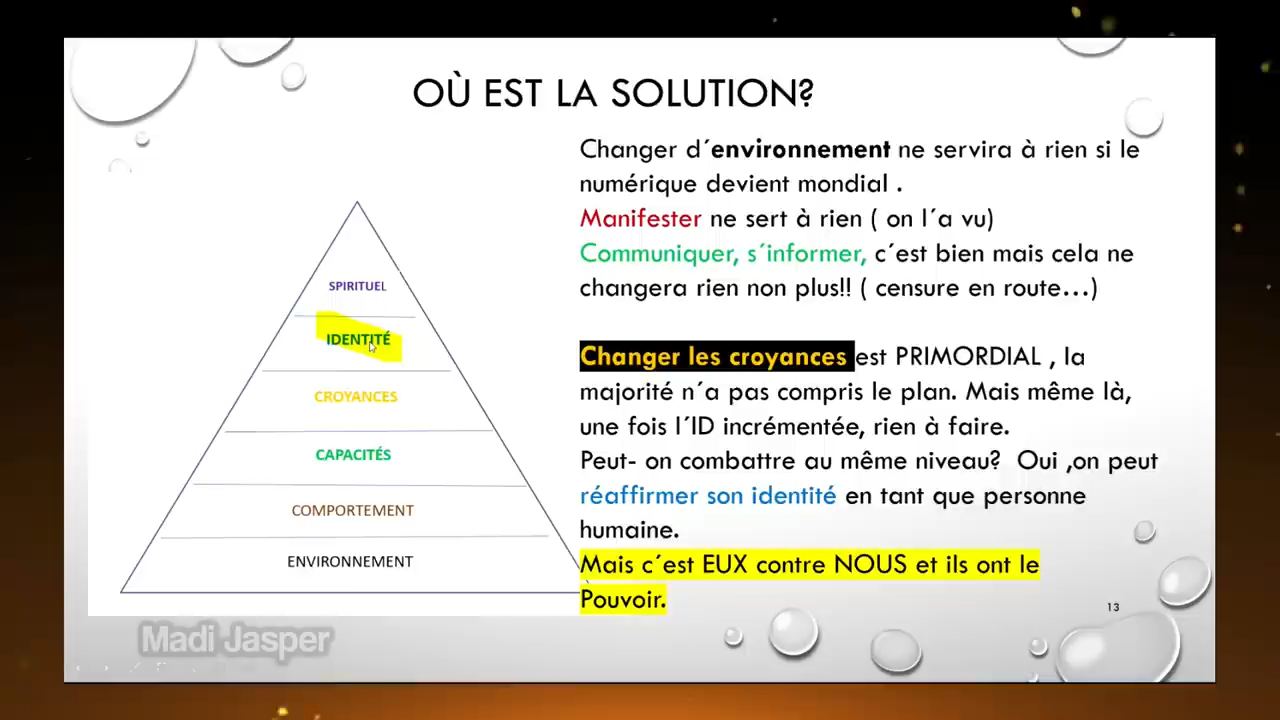 OÙ EST LA SOLUTION?
SPIRITUEL
IDENTITÉ
CROYANCES
CAPACITÉS
COMPORTEMENT
ENVIRONNEMENT
Changer d´environnement ne servira à rien si le
numérique devient mondial .
Manifester ne sert à rien ( on l´a vu)
Communiquer, s´informer, c´est bien mais cela ne
changera rien non plus!! ( censure en route…)
Changer les croyances est PRIMORDIAL , la
majorité n´a pas compris le plan. Mais même là,
une fois l´ID incrémentée, rien à faire.
Peut- on combattre au même niveau? Oui ,on peut
réaffirmer son identité en tant que personne
humaine.
Mais c´est EUX contre NOUS et ils ont le
Pouvoir.
13
Madi Jasper